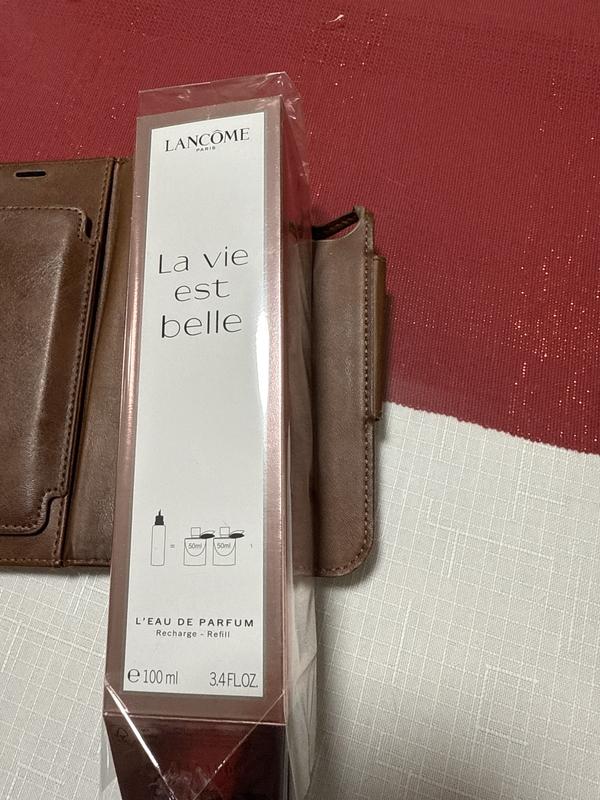 LANCÔME
PARIS
La vie
est
belle
= 50ml 50ml
L'EAU DE PARFUM
Recharge - Refill
e 100 ml 3.4 FL.OZ.